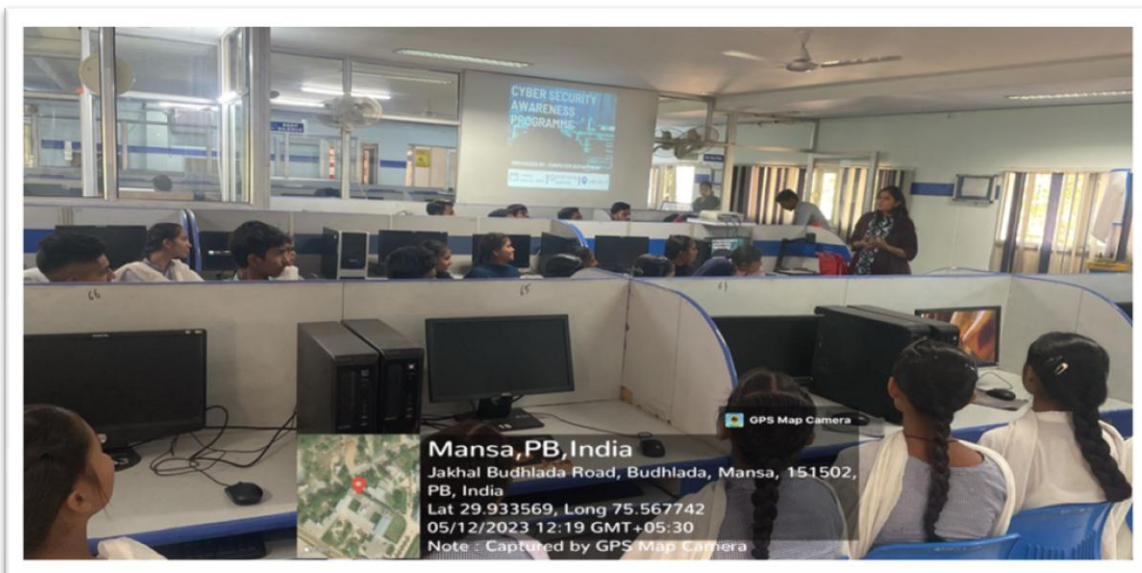 CYBER SECURITY
AWARENESS
PROGRAMME
66
65
GPS Map Camera
Mansa,PB,India
Jakhal Budhlada Road, Budhlada, Mansa, 151502,
PB, India
Lat 29.933569, Long 75.567742
05/12/2023 12:19 GMT+05:30
Note : Captured by GPS Map Camera